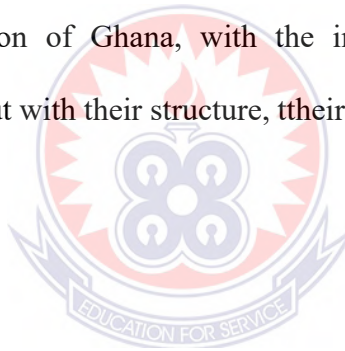 on of Ghana, with the in
t with their structure, ttheir
EDUCATION FOR SERVICE